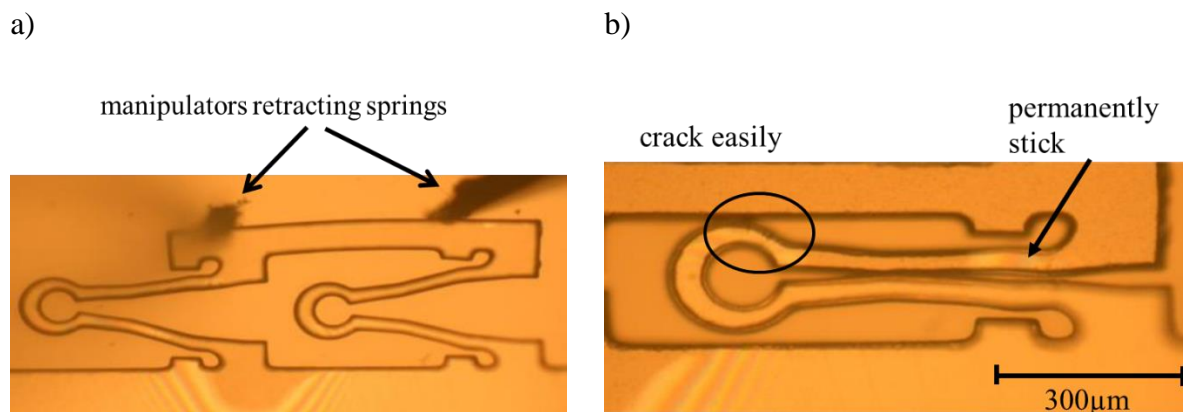 a)
b)
manipulators retracting springs
crack easily
permanently
stick
300μm